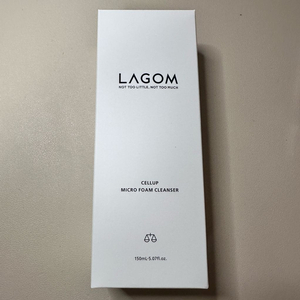 LAGOM
NOT TOO LITTLE, NOT TOO MUCH
CELLUP
MICRO FOAM CLEANSER
150mL·5.07fl.oz.